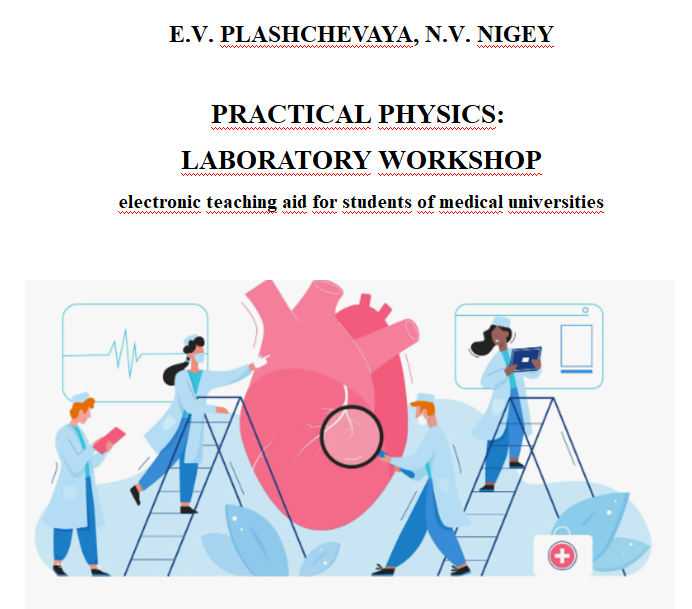 E.V. PLASHCHEVAYA, N.V. NIGEY
PRACTICAL PHYSICS:
LABORATORY WORKSHOP
electronic teaching aid for students of medical universities